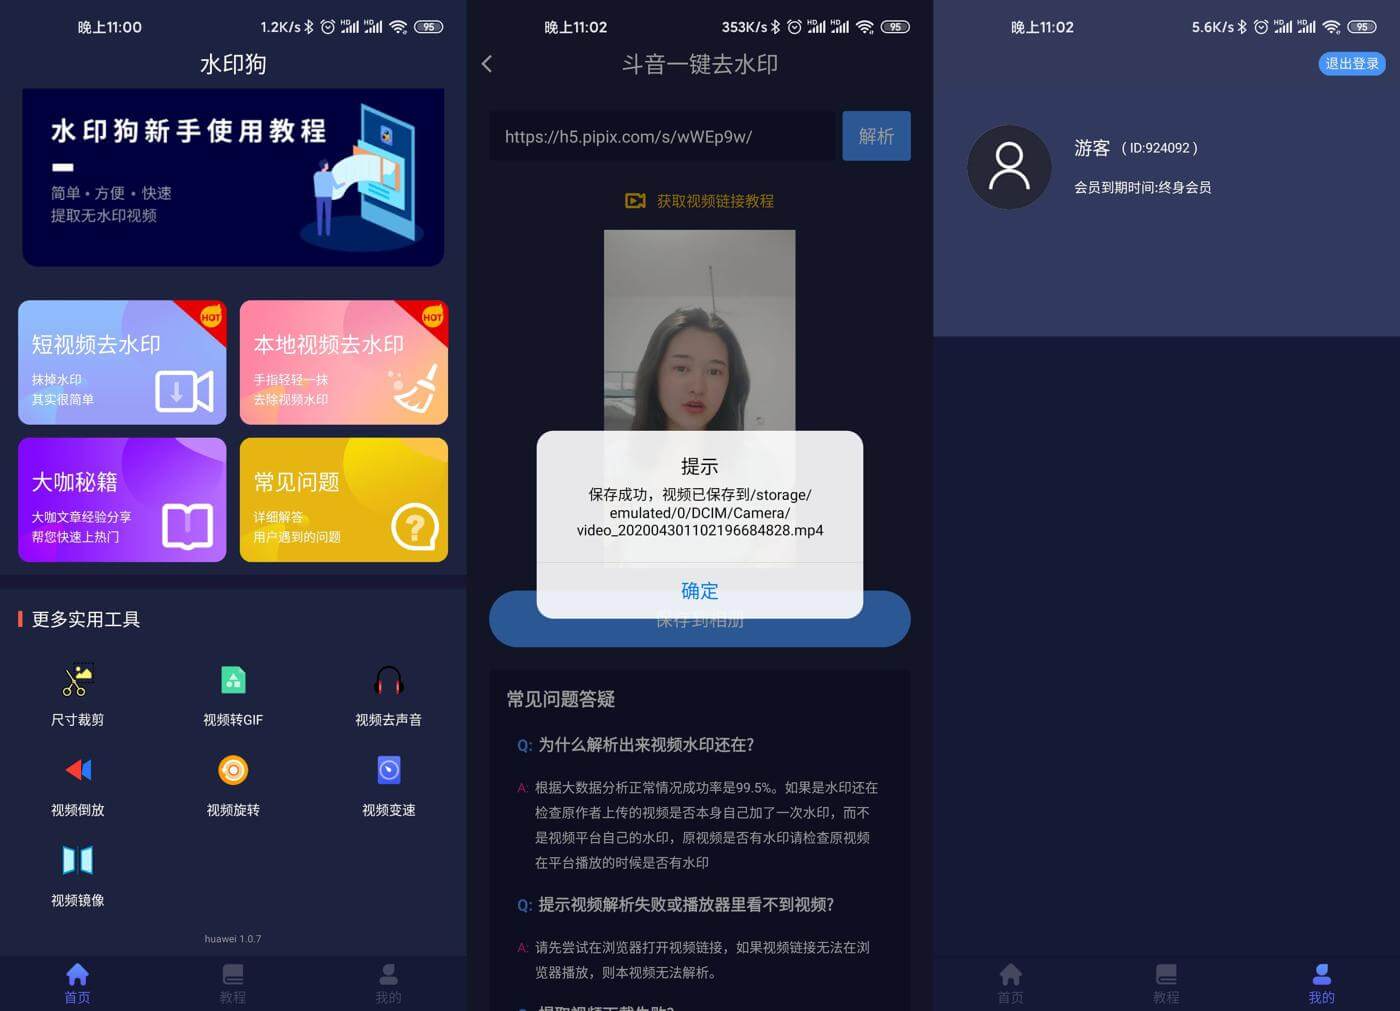 晚上11:00
1.2K/s
HD
HD
95
水印狗
水印狗新手使用教程
简单·方便·快速
提取无水印视频
短视频去水印
HOT
抹掉水印
其实很简单
本地视频去水印
HOT
手指轻轻一抹
去除视频水印
大咖秘籍
大咖文章经验分享
帮您快速上热门
常见问题
详细解答
用户遇到的问题
更多实用工具
尺寸裁剪
视频转GIF
视频去声音
视频倒放
视频旋转
视频变速
视频镜像
huawei 1.0.7
首页
教程
我的
晚上11:02
353K/s
HD
HD
95
斗音一键去水印
https://h5.pipix.com/s/wWEp9w/
解析
获取视频链接教程
提示
保存成功，视频已保存到/storage/
emulated/0/DCIM/Camera/
video_202004301102196684828.mp4
确定
保存到相册
常见问题答疑
Q: 为什么解析出来视频水印还在?
A: 根据大数据分析正常情况成功率是99.5%。如果是水印还在
检查原作者上传的视频是否本身自己加了一次水印，而不
是视频平台自己的水印，原视频是否有水印请检查原视频
在平台播放的时候是否有水印
Q: 提示视频解析失败或播放器里看不到视频?
A: 请先尝试在浏览器打开视频链接，如果视频链接无法在浏
览器播放，则本视频无法解析。
晚上11:02
5.6K/s
HD
HD
95
退出登录
游客 (ID:924092)
会员到期时间:终身会员
首页
教程
我的